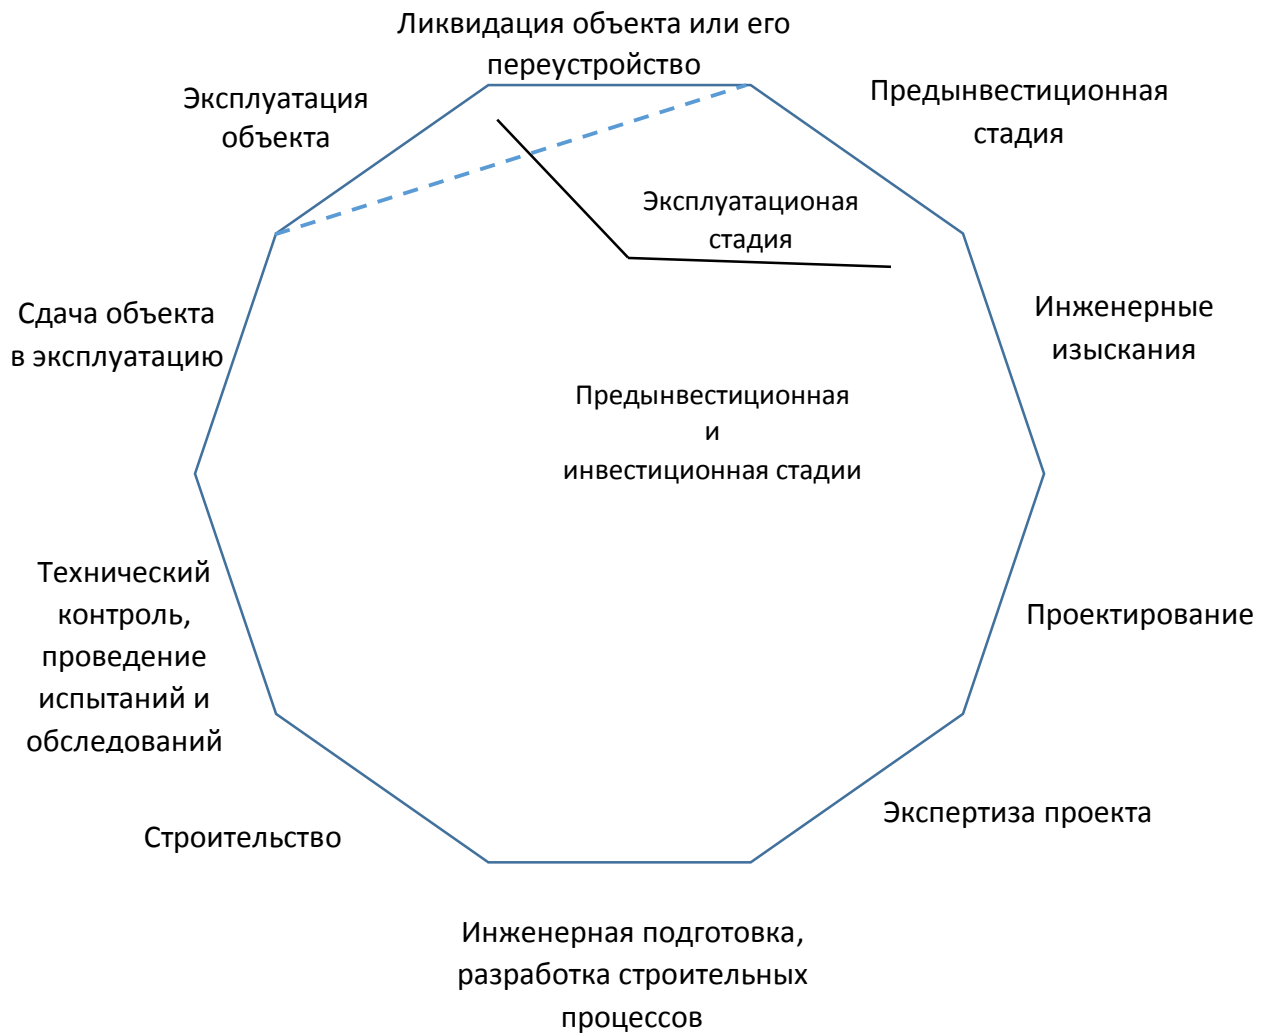 Ликвидация объекта или его
переустройство
Эксплуатация
объекта
Предынвестиционная
стадия
Эксплуатационая
стадия
Сдача объекта
в эксплуатацию
Инженерные
изыскания
Предынвестиционная
и
инвестиционная стадии
Технический
контроль,
проведение
испытаний и
обследований
Проектирование
Строительство
Экспертиза проекта
Инженерная подготовка,
разработка строительных
процессов